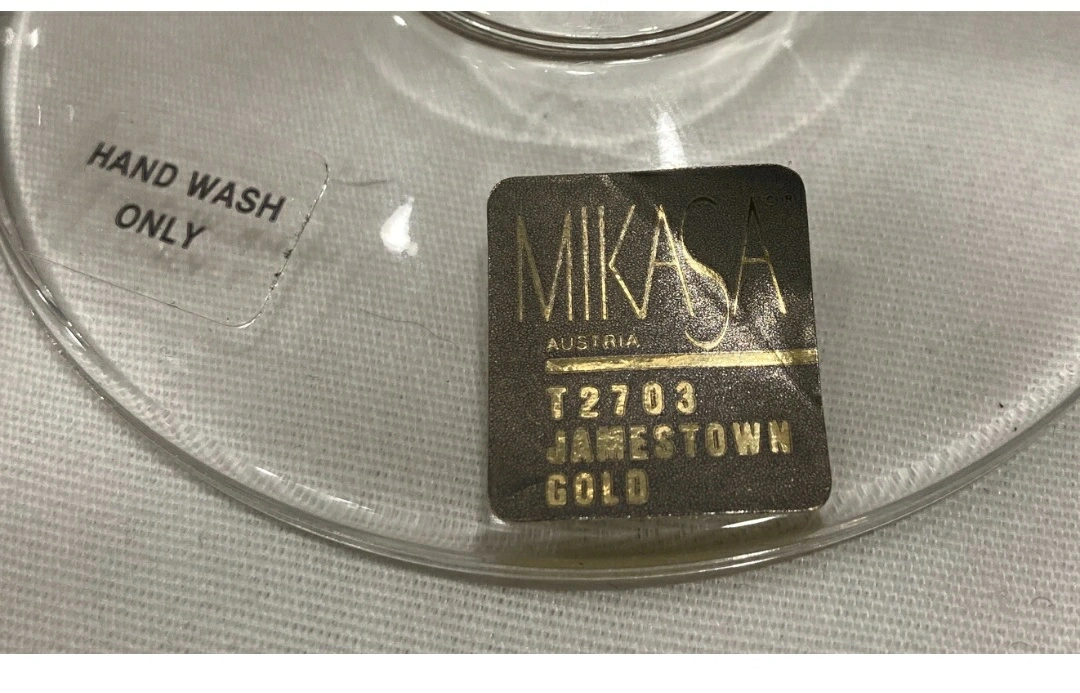 HAND WASH
ONLY
MIKASA
AUSTRIA
T2703
JAMESTOWN
GOLD